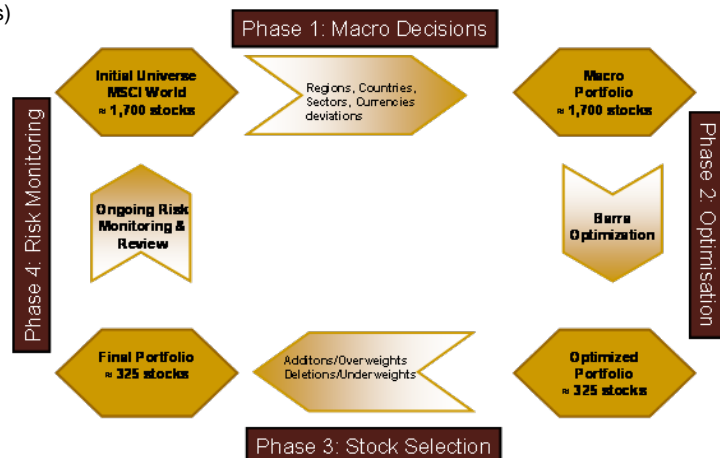 s)
Phase 1: Macro Decisions
Initial Universe
MSCI World
≈ 1,700 stocks
Regions, Countries,
Sectors, Currencies
deviations
Macro
Portfolio
≈ 1,700 stocks
Phase 2: Optimisation
Barra
Optimization
Optimized
Portfolio
≈ 325 stocks
Phase 3: Stock Selection
Additons/Overweights
Deletions/Underweights
Final Portfolio
≈ 325 stocks
Phase 4: Risk Monitoring
Ongoing Risk
Monitoring &
Review